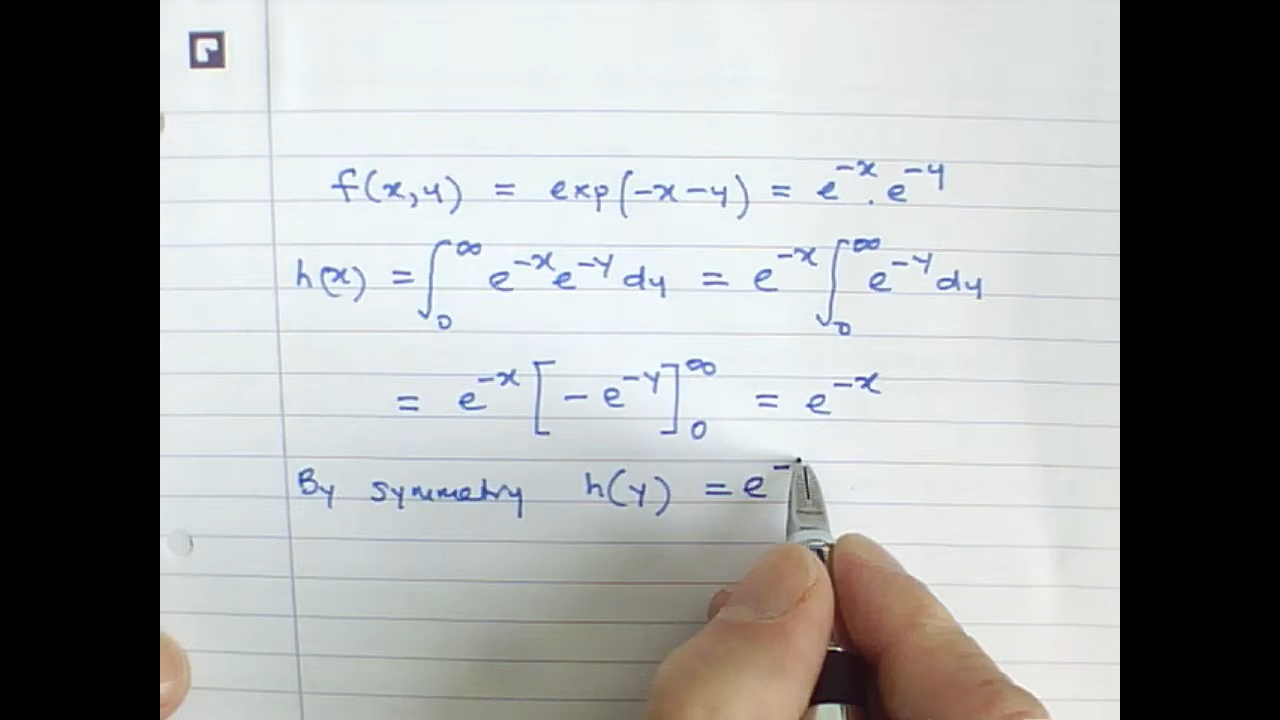 f(x,y) = exp(-x-y) = e^{-x} . e^{-y}
h(x) = ∫_0^∞ e^{-x} e^{-y} dy = e^{-x} ∫_0^∞ e^{-y} dy
= e^{-x} [-e^{-y}]_0^∞ = e^{-x}
By symmetry h(y) = e^{-